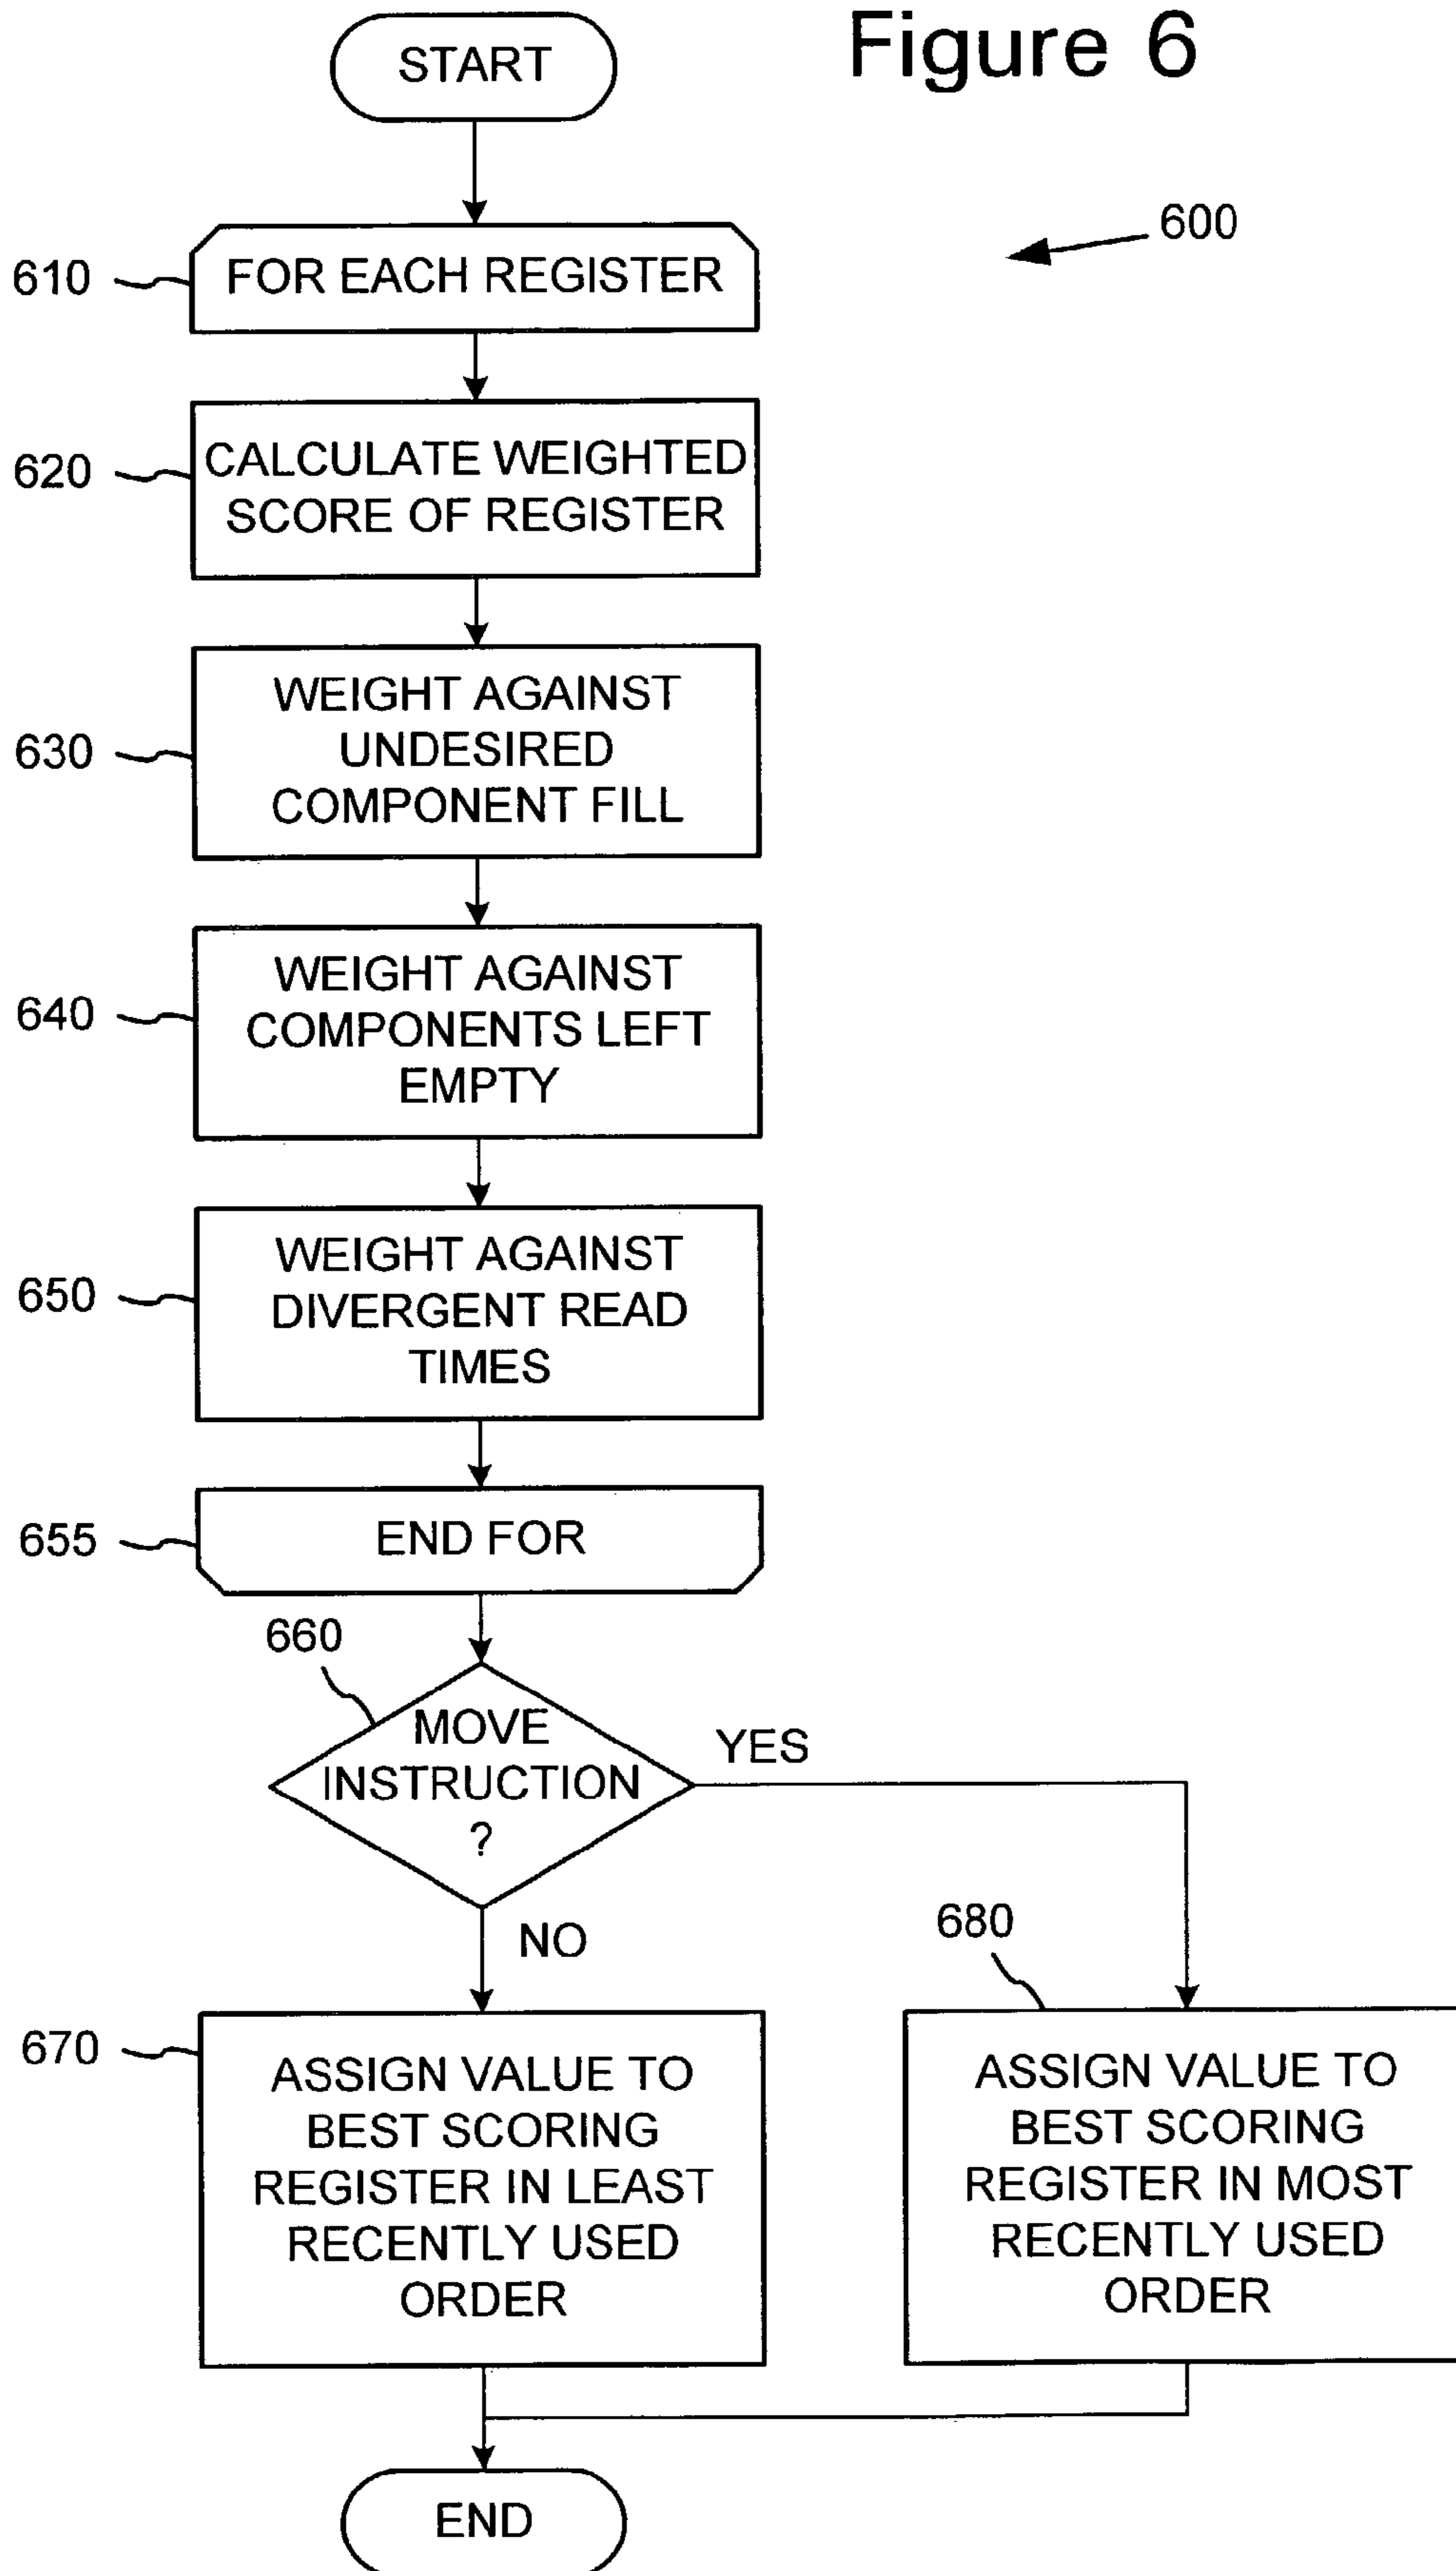 Figure 6
START
600
610
FOR EACH REGISTER
620
CALCULATE WEIGHTED
SCORE OF REGISTER
630
WEIGHT AGAINST
UNDESIRED
COMPONENT FILL
640
WEIGHT AGAINST
COMPONENTS LEFT
EMPTY
650
WEIGHT AGAINST
DIVERGENT READ
TIMES
655
END FOR
660
MOVE
INSTRUCTION
?
YES
NO
670
ASSIGN VALUE TO
BEST SCORING
REGISTER IN LEAST
RECENTLY USED
ORDER
680
ASSIGN VALUE TO
BEST SCORING
REGISTER IN MOST
RECENTLY USED
ORDER
END